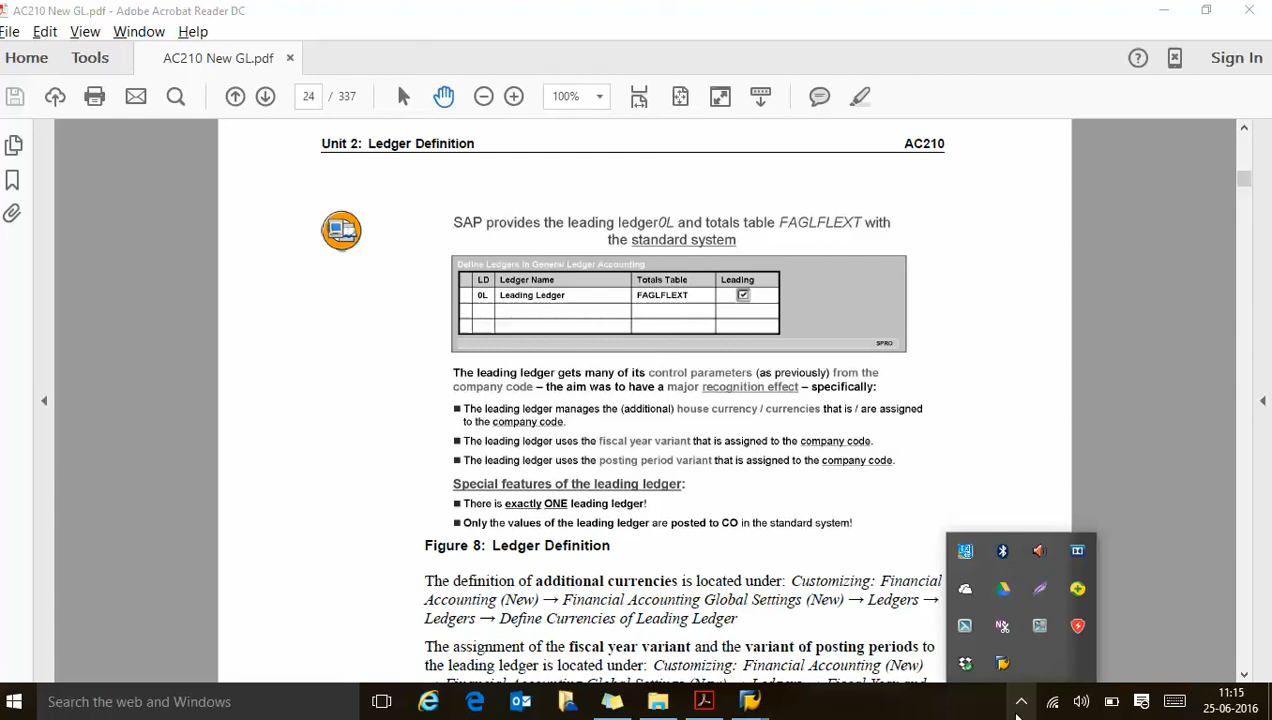 AC210 New GL.pdf - Adobe Acrobat Reader DC
File Edit View Window Help
Home Tools AC210 New GL.pdf × Sign In
24 / 337 100%
Unit 2: Ledger Definition AC210
SAP provides the leading ledger0L and totals table FAGLFLEXT with
the standard system
Define Ledgers in General Ledger Accounting
LD Ledger Name Totals Table Leading
0L Leading Ledger FAGLFLEXT
SPRO
The leading ledger gets many of its control parameters (as previously) from the
company code – the aim was to have a major recognition effect – specifically:
■ The leading ledger manages the (additional) house currency / currencies that is / are assigned
to the company code.
■ The leading ledger uses the fiscal year variant that is assigned to the company code.
■ The leading ledger uses the posting period variant that is assigned to the company code.
Special features of the leading ledger:
■ There is exactly ONE leading ledger!
■ Only the values of the leading ledger are posted to CO in the standard system!
Figure 8: Ledger Definition
The definition of additional currencies is located under: Customizing: Financial
Accounting (New) → Financial Accounting Global Settings (New) → Ledgers →
Ledgers → Define Currencies of Leading Ledger
The assignment of the fiscal year variant and the variant of posting periods to
the leading ledger is located under: Customizing: Financial Accounting (New)
Search the web and Windows
11:15
25-06-2016